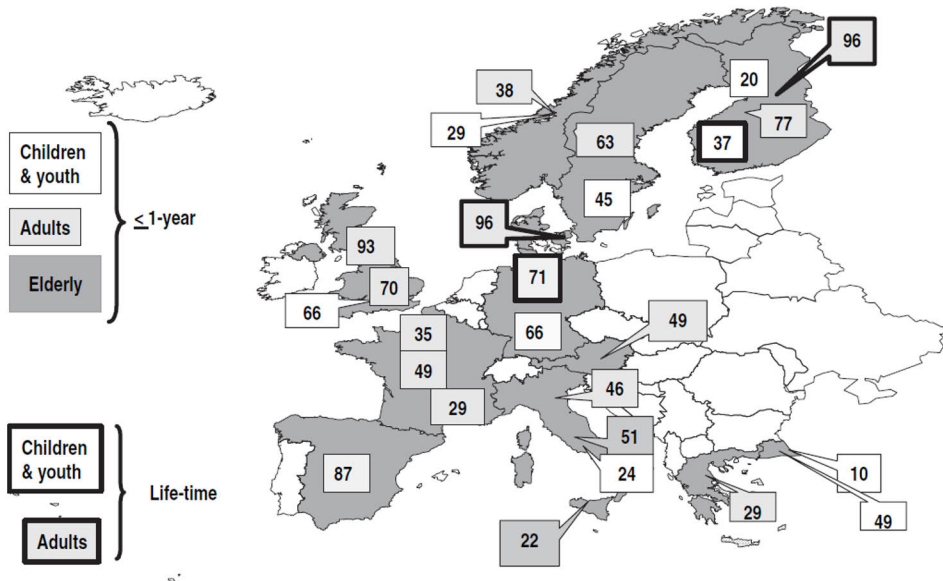 96
20
38
Children
& youth
29
77
37
63
Adults
≤ 1-year
45
96
93
Elderly
70
71
66
66
35
49
49
46
29
51
Children
& youth
87
24
10
Life-time
29
49
Adults
22